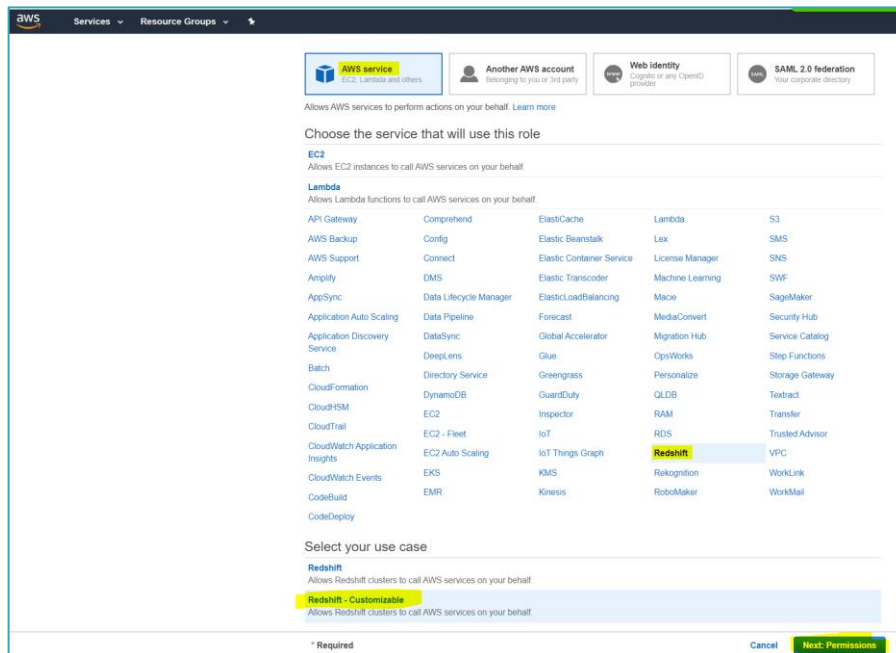 aws
Services
Resource Groups
AWS service
EC2, Lambda and others
Another AWS account
Belonging to you or 3rd party
WWW
Web identity
Cognito or any OpenID
provider
SAML
SAML 2.0 federation
Your corporate directory
Allows AWS services to perform actions on your behalf. Learn more
Choose the service that will use this role
EC2
Allows EC2 instances to call AWS services on your behalf.
Lambda
Allows Lambda functions to call AWS services on your behalf.
API Gateway
AWS Backup
AWS Support
Amplify
AppSync
Application Auto Scaling
Application Discovery
Service
Batch
CloudFormation
CloudHSM
CloudTrail
CloudWatch Application
Insights
CloudWatch Events
CodeBuild
CodeDeploy
Comprehend
Config
Connect
DMS
Data Lifecycle Manager
Data Pipeline
DataSync
DeepLens
Directory Service
DynamoDB
EC2
EC2 - Fleet
EC2 Auto Scaling
EKS
EMR
ElastiCache
Elastic Beanstalk
Elastic Container Service
Elastic Transcoder
ElasticLoadBalancing
Forecast
Global Accelerator
Glue
Greengrass
GuardDuty
Inspector
IoT
IoT Things Graph
KMS
Kinesis
Lambda
Lex
License Manager
Machine Learning
Macie
MediaConvert
Migration Hub
OpsWorks
Personalize
QLDB
RAM
RDS
Redshift
Rekognition
RoboMaker
S3
SMS
SNS
SWF
SageMaker
Security Hub
Service Catalog
Step Functions
Storage Gateway
Textract
Transfer
Trusted Advisor
VPC
WorkLink
WorkMail
Select your use case
Redshift
Allows Redshift clusters to call AWS services on your behalf.
Redshift - Customizable
Allows Redshift clusters to call AWS services on your behalf.
* Required
Cancel
Next: Permissions